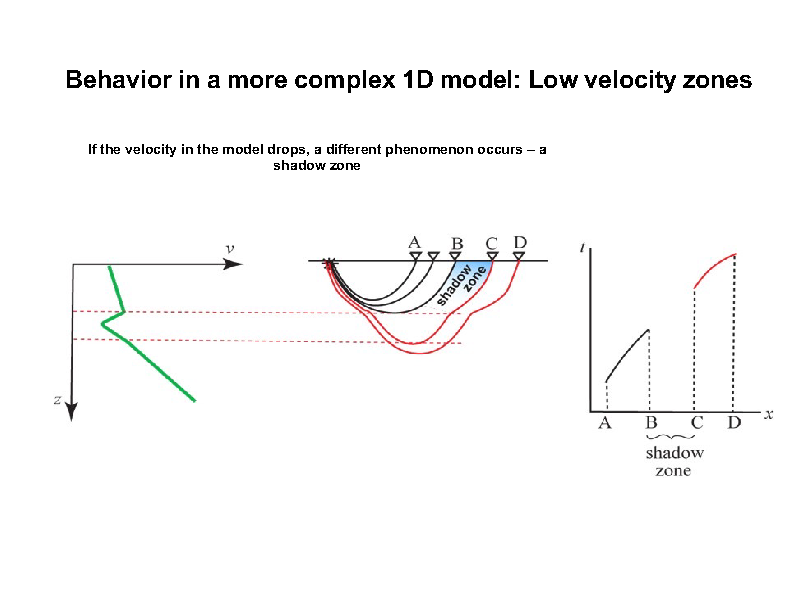 Behavior in a more complex 1D model: Low velocity zones
If the velocity in the model drops, a different phenomenon occurs – a
shadow zone
v
A B C D
shadow
zone
z
t
x
A B C D
shadow
zone